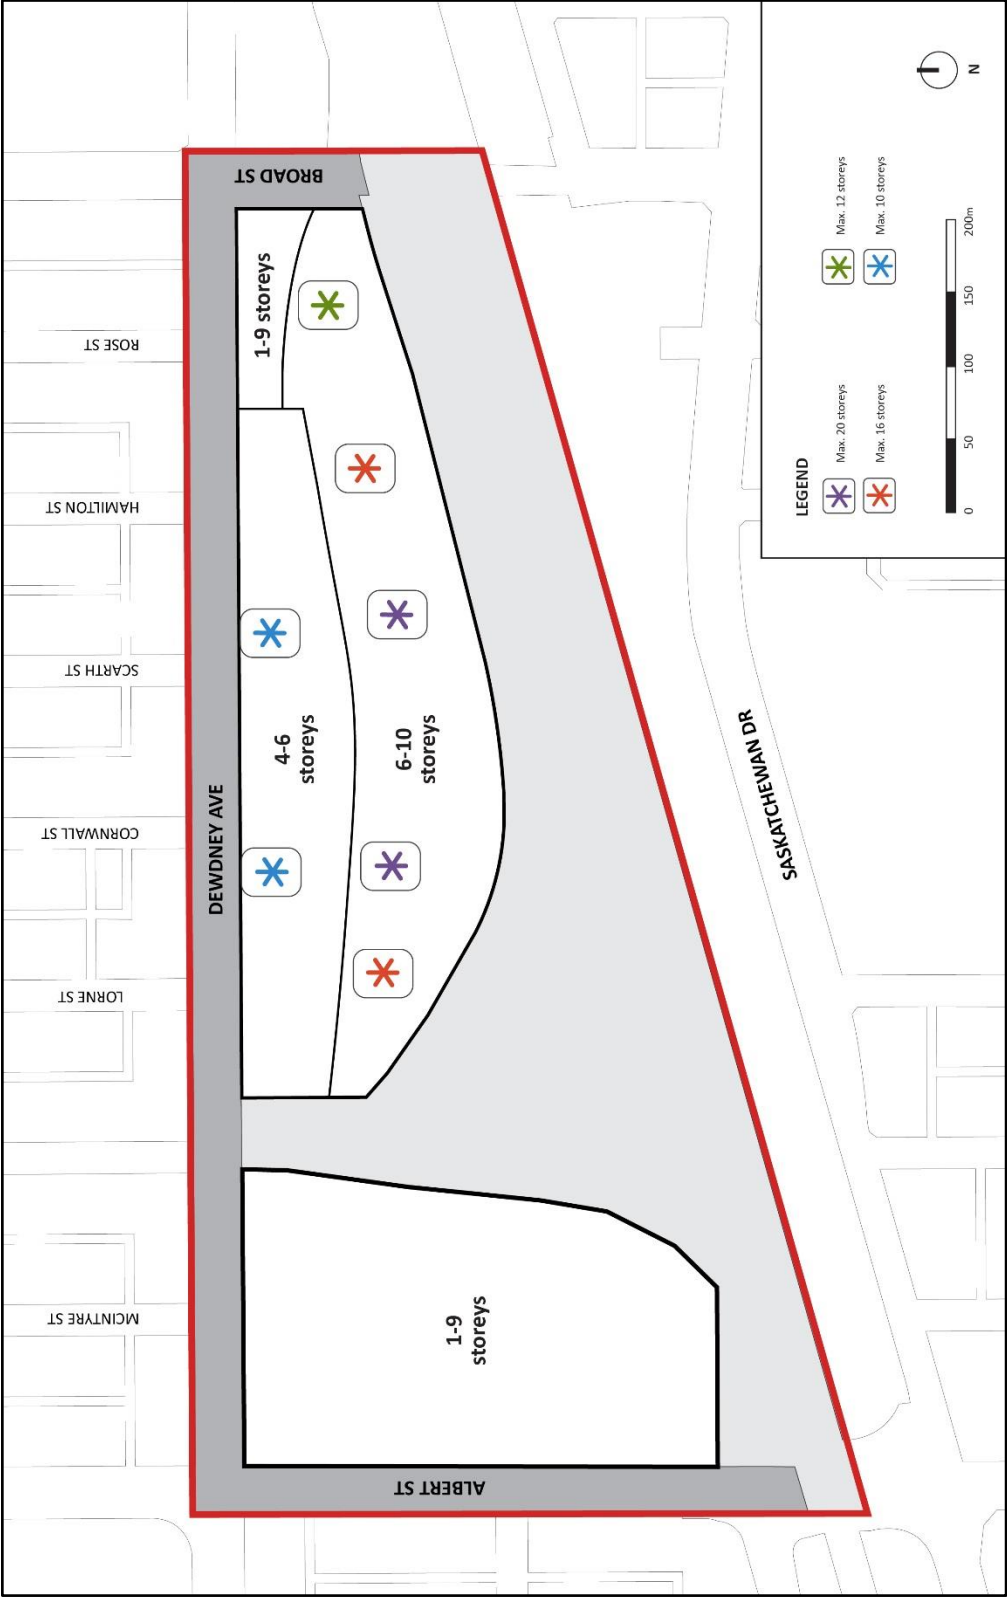 MCINTYRE ST
LORNE ST
CORNWALL ST
SCARTH ST
HAMILTON ST
ROSE ST
DEWDNEY AVE
ALBERT ST
BROAD ST
1-9
storeys
4-6
storeys
6-10
storeys
1-9 storeys
SASKATCHEWAN DR
LEGEND
Max. 20 storeys
Max. 12 storeys
Max. 16 storeys
Max. 10 storeys
0 50 100 150 200m
N